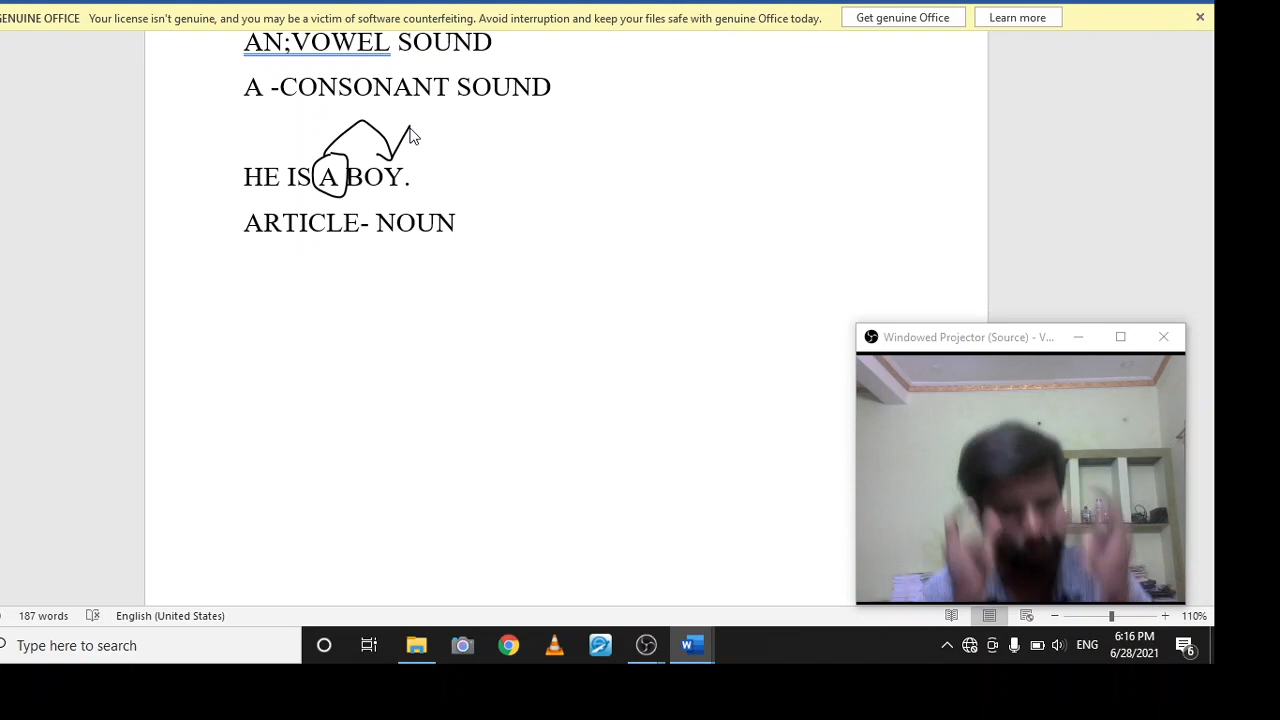 ENUINE OFFICE Your license isn't genuine, and you may be a victim of software counterfeiting. Avoid interruption and keep your files safe with genuine Office today. Get genuine Office Learn more
AN;VOWEL SOUND
A -CONSONANT SOUND
HE IS A BOY.
ARTICLE- NOUN
Windowed Projector (Source) - V...
187 words English (United States) 110%
Type here to search
ENG
6:16 PM
6/28/2021
6